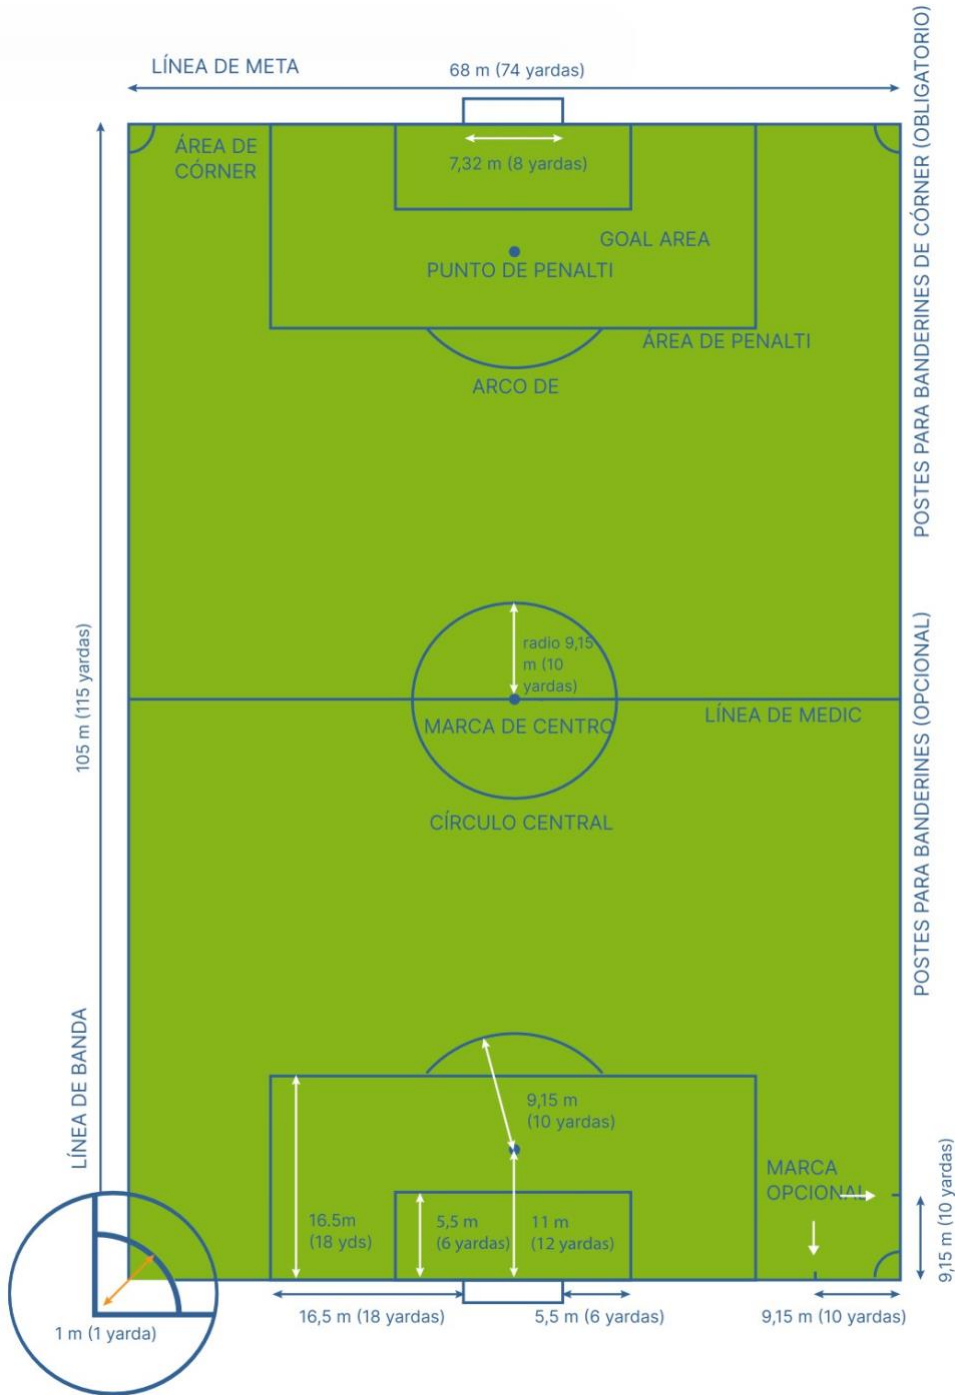 LÍNEA DE META
68 m (74 yardas)
ÁREA DE
CÓRNER
7,32 m (8 yardas)
GOAL AREA
PUNTO DE PENALTI
ÁREA DE PENALTI
ARCO DE
POSTES PARA BANDERINES DE CÓRNER (OBLIGATORIO)
105 m (115 yardas)
radio 9,15
m (10
yardas)
MARCA DE CENTRO
LÍNEA DE MEDIC
CÍRCULO CENTRAL
POSTES PARA BANDERINES (OPCIONAL)
LÍNEA DE BANDA
9,15 m
(10 yardas)
MARCA
OPCIONAL
16.5m
(18 yds)
5,5 m
(6 yardas)
11 m
(12 yardas)
9,15 m (10 yardas)
16,5 m (18 yardas)
5,5 m (6 yardas)
9,15 m (10 yardas)
1 m (1 yarda)